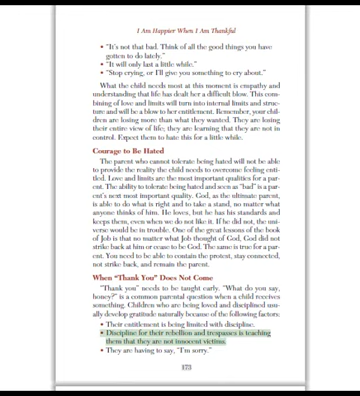 I Am Happier When I Am Thankful
• "It's not that bad. Think of all the good things you have
gotten to do lately."
• "It will only last a little while."
• "Stop crying, or I'll give you something to cry about."
What the child needs most at this moment is empathy and
understanding that life has dealt her a difficult blow. This com-
bining of love and limits will turn into internal limits and struc-
ture and will be a blow to her entitlement. Remember, your chil-
dren are losing more than what they wanted. They are losing
their entire view of life; they are learning that they are not in
control. Expect them to hate this for a little while.
Courage to Be Hated
The parent who cannot tolerate being hated will not be able
to provide the reality the child needs to overcome feeling enti-
tled. Love and limits are the most important qualities for a par-
ent. The ability to tolerate being hated and seen as "bad" is a par-
ent's next most important quality. God, as the ultimate parent,
is able to do what is right and to take a stand, no matter what
anyone thinks of him. He loves, but he has his standards and
keeps them, even when we do not like it. If he did not, the uni-
verse would be in trouble. One of the great lessons of the book
of Job is that no matter what Job thought of God, God did not
strike back at him or cease to be God. The same is true for a par-
ent. You need to be able to contain the protest, stay connected,
not strike back, and remain the parent.
When "Thank You" Does Not Come
"Thank you" needs to be taught early. "What do you say,
honey?" is a common parental question when a child receives
something. Children who are being loved and disciplined usu-
ally develop gratitude naturally because of the following factors:
• Their entitlement is being limited with discipline.
• Discipline for their rebellion and trespasses is teaching
them that they are not innocent victims.
• They are having to say, "I'm sorry."
173